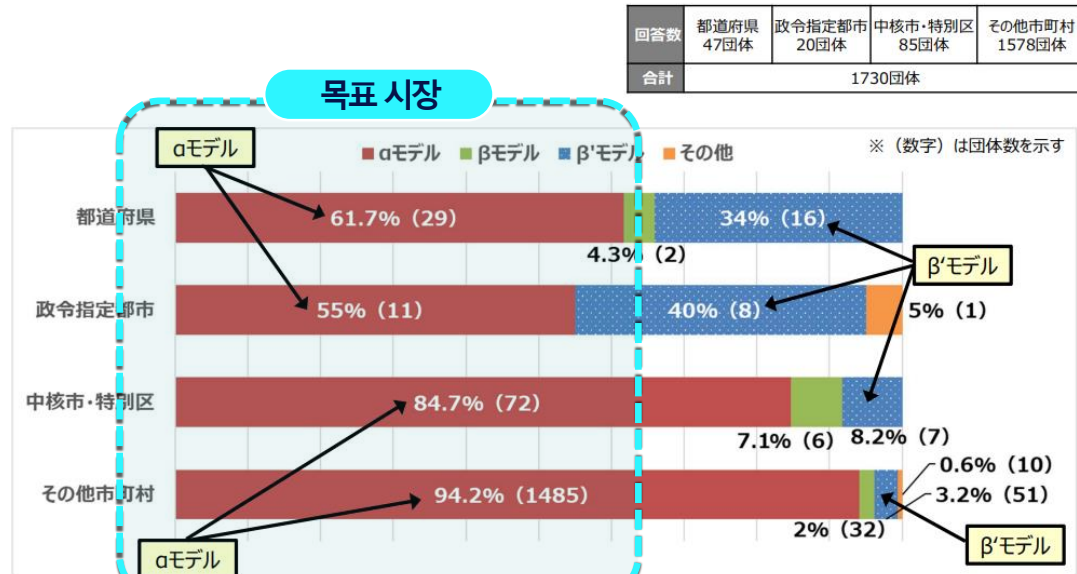 回答数
都道府県
47団体
政令指定都市
20団体
中核市・特別区
85団体
その他市町村
1578団体
合計
1730団体
목표 시장
αモデル
αモデル βモデル β'モデル その他
※（数字）は団体数を示す
都道府県
61.7%（29）
34%（16）
4.3%（2）
β‘モデル
政令指定都市
55%（11）
40%（8）
5%（1）
中核市・特別区
84.7%（72）
7.1%（6）
8.2%（7）
その他市町村
94.2%（1485）
0.6%（10）
3.2%（51）
2%（32）
αモデル
β‘モデル